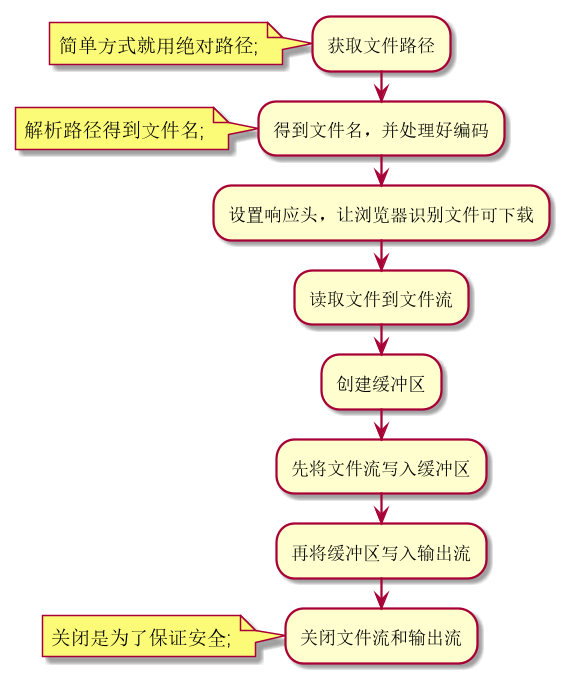 简单方式就用绝对路径;
获取文件路径
解析路径得到文件名;
得到文件名，并处理好编码
设置响应头，让浏览器识别文件可下载
读取文件到文件流
创建缓冲区
先将文件流写入缓冲区
再将缓冲区写入输出流
关闭是为了保证安全;
关闭文件流和输出流